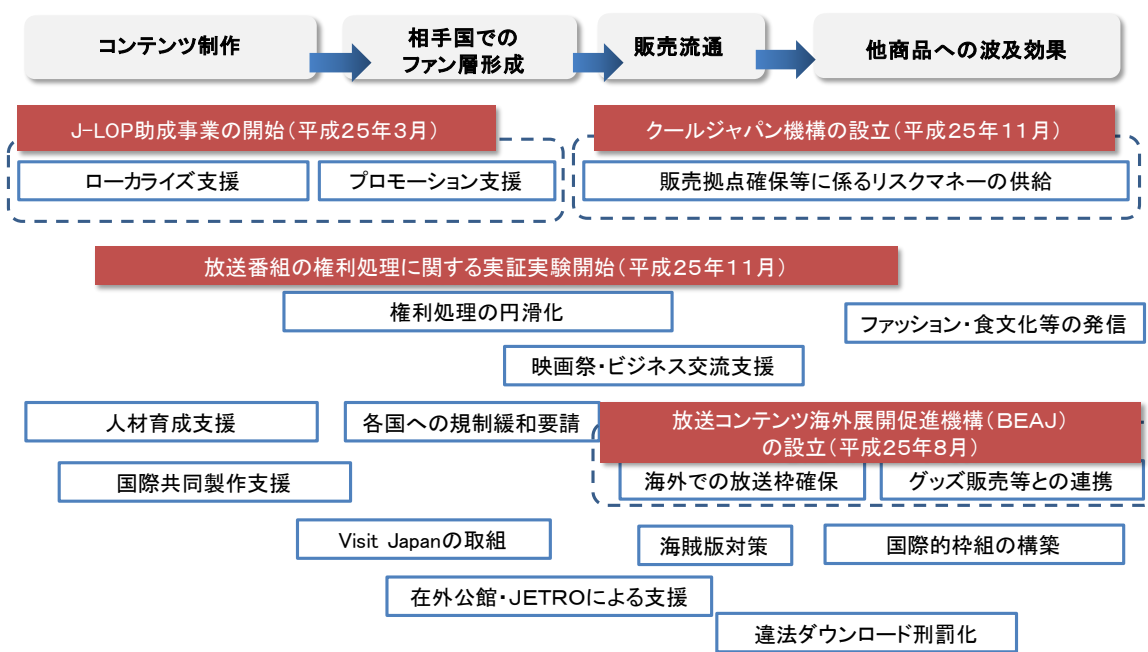 コンテンツ制作
相手国での
ファン層形成
販売流通
他商品への波及効果
J-LOP助成事業の開始(平成25年3月)
クールジャパン機構の設立(平成25年11月)
ローカライズ支援
プロモーション支援
販売拠点確保等に係るリスクマネーの供給
放送番組の権利処理に関する実証実験開始(平成25年11月)
権利処理の円滑化
ファッション・食文化等の発信
映画祭・ビジネス交流支援
人材育成支援
各国への規制緩和要請
放送コンテンツ海外展開促進機構(BEAJ)
の設立(平成25年8月)
国際共同製作支援
海外での放送枠確保
グッズ販売等との連携
Visit Japanの取組
海賊版対策
国際的枠組の構築
在外公館・JETROによる支援
違法ダウンロード刑罰化